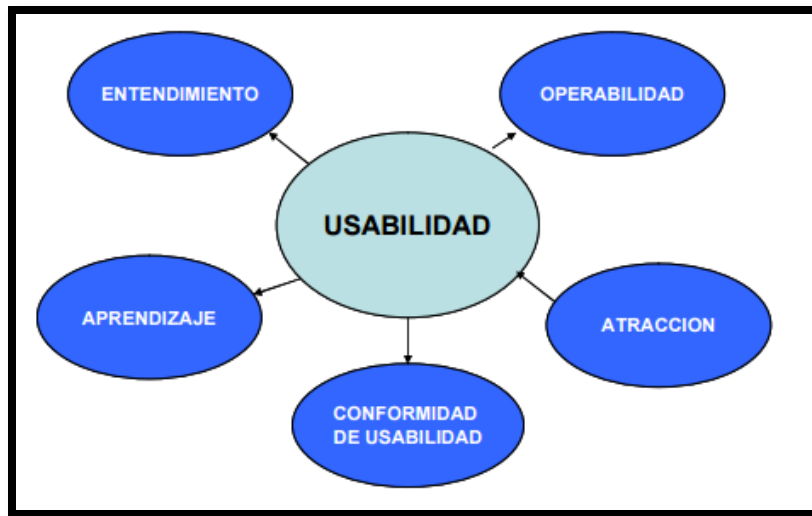 ENTENDIMIENTO
OPERABILIDAD
USABILIDAD
APRENDIZAJE
ATRACCION
CONFORMIDAD
DE USABILIDAD